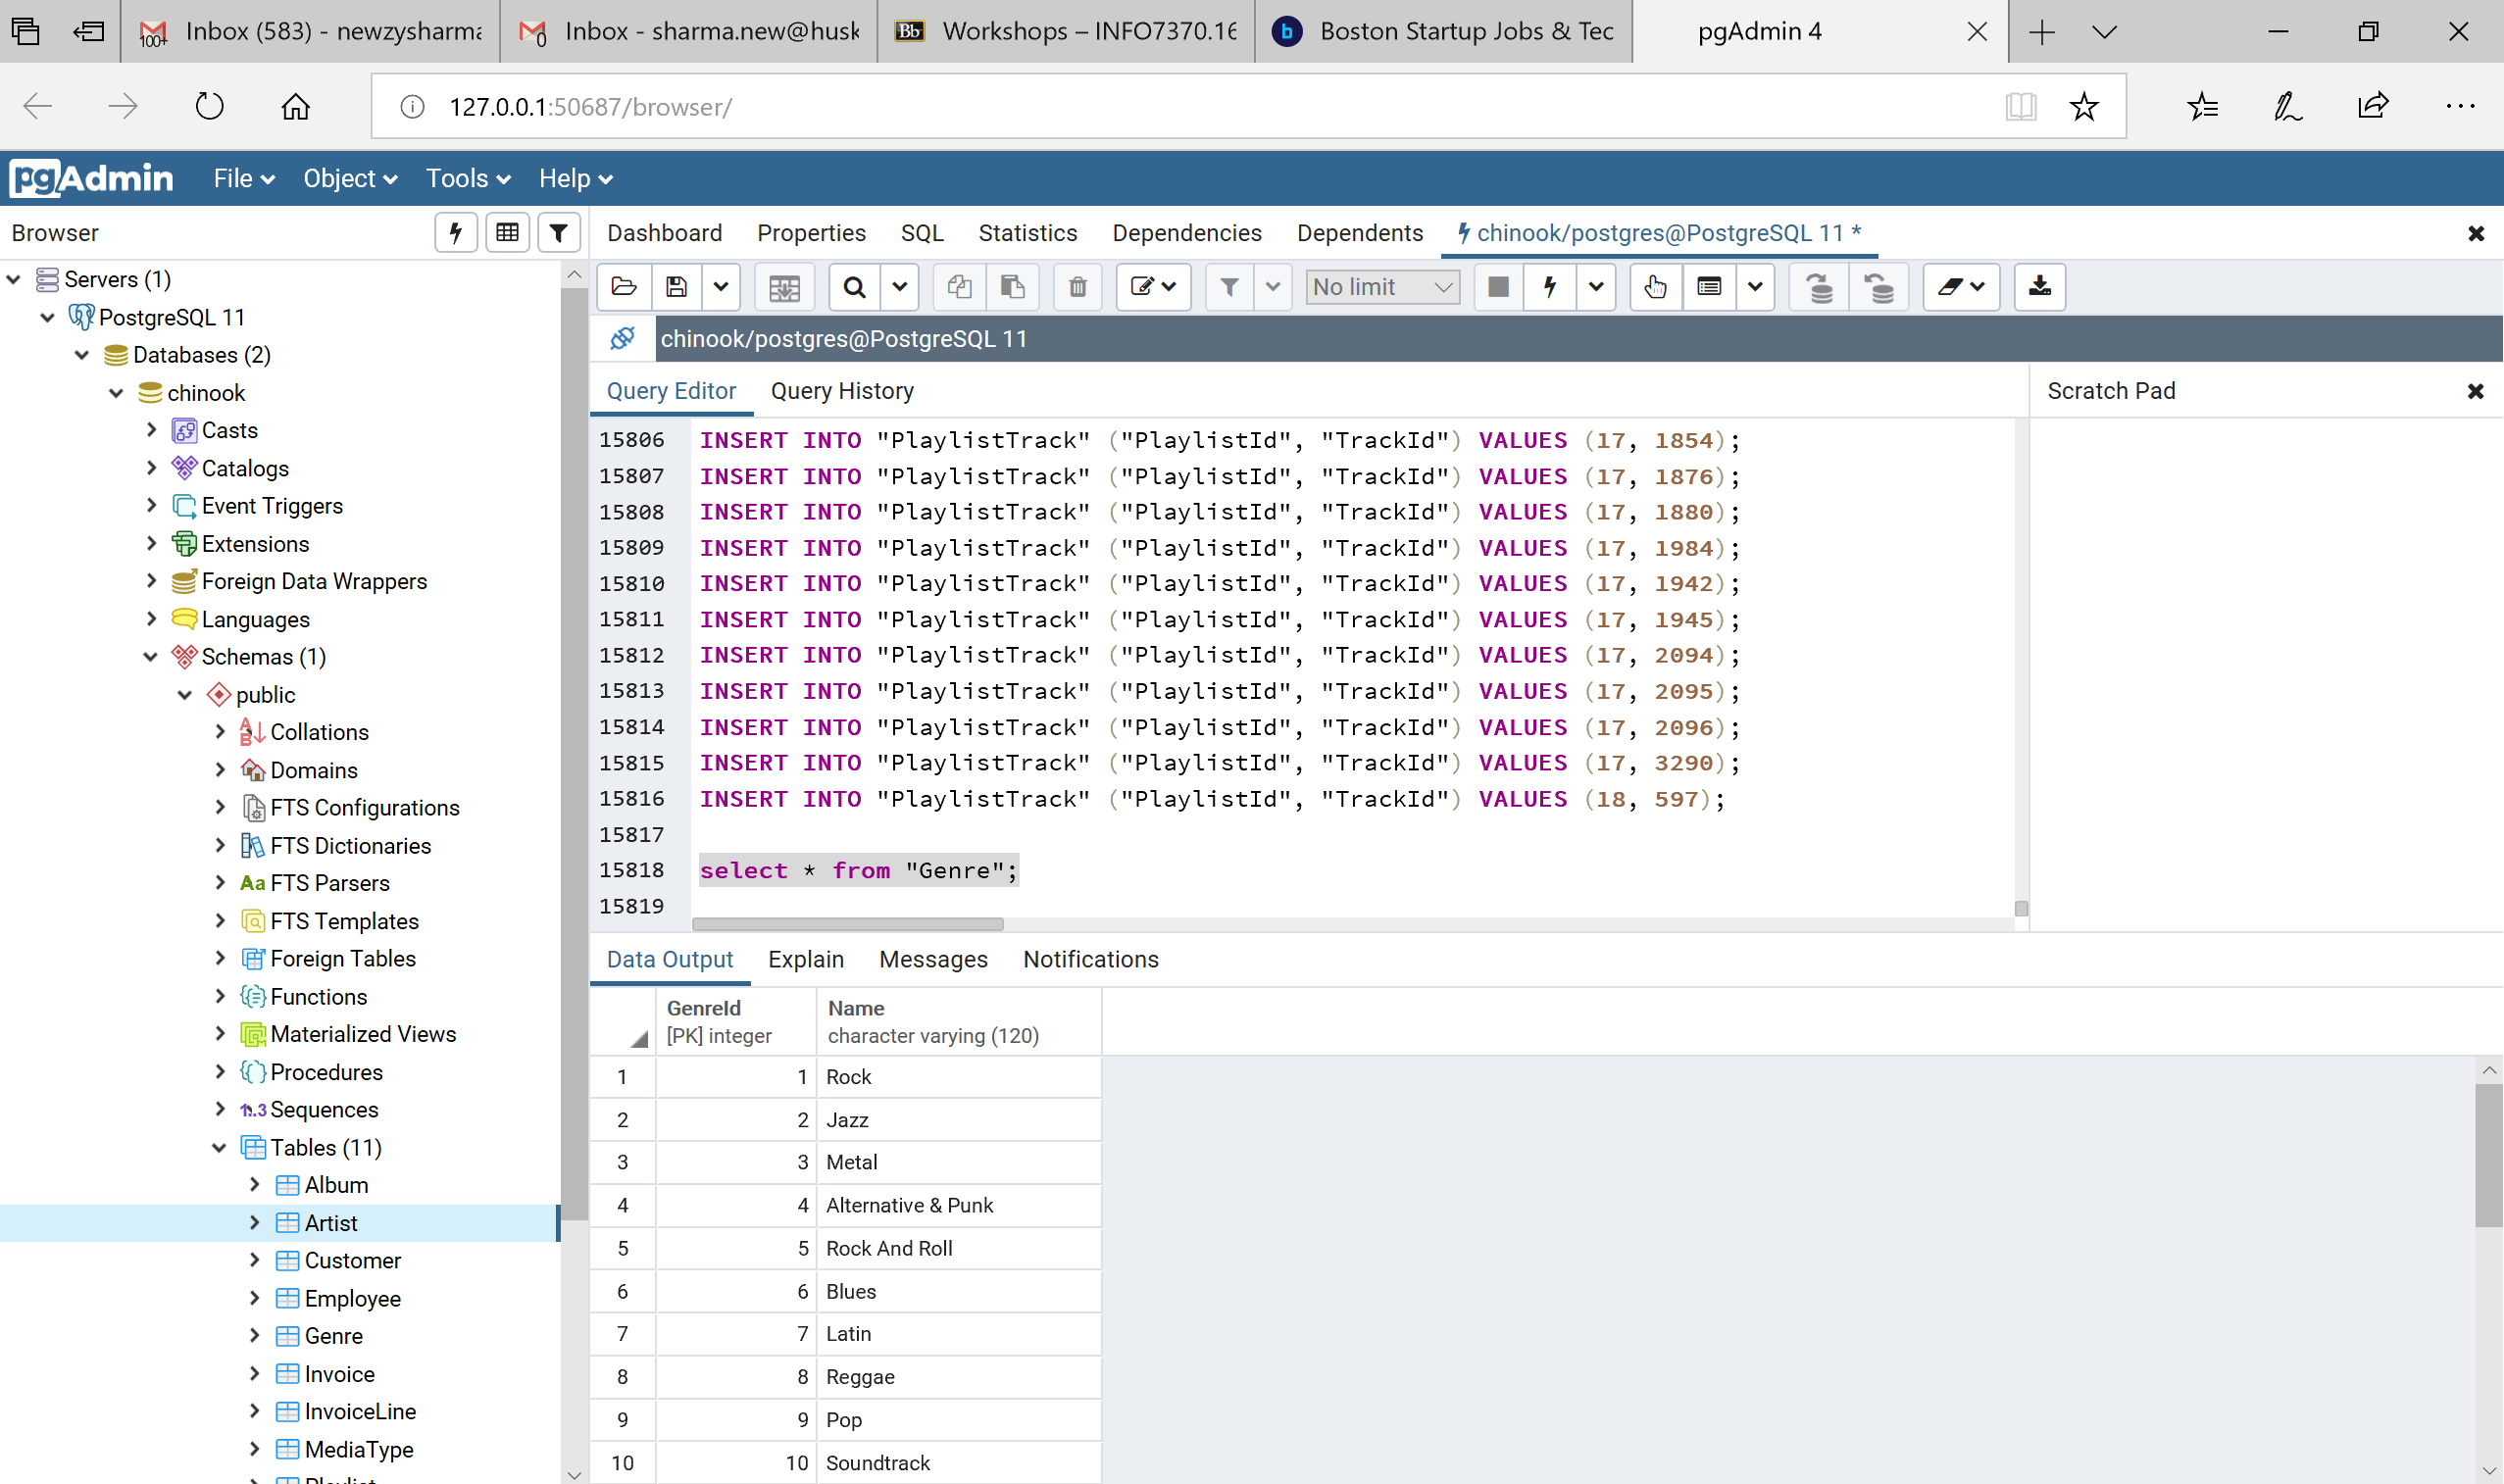 Inbox (583) - newzysharma
Inbox - sharma.new@husk
Bb Workshops – INFO7370.16
b Boston Startup Jobs & Tec
pgAdmin 4
127.0.0.1:50687/browser/
pgAdmin File Object Tools Help
Browser
Dashboard Properties SQL Statistics Dependencies Dependents chinook/postgres@PostgreSQL 11 *
No limit
chinook/postgres@PostgreSQL 11
Servers (1)
PostgreSQL 11
Databases (2)
chinook
Casts
Catalogs
Event Triggers
Extensions
Foreign Data Wrappers
Languages
Schemas (1)
public
Collations
Domains
FTS Configurations
FTS Dictionaries
Aa FTS Parsers
FTS Templates
Foreign Tables
Functions
Materialized Views
Procedures
1..3 Sequences
Tables (11)
Album
Artist
Customer
Employee
Genre
Invoice
InvoiceLine
MediaType
Query Editor Query History
Scratch Pad
15806 INSERT INTO "PlaylistTrack" ("PlaylistId", "TrackId") VALUES (17, 1854);
15807 INSERT INTO "PlaylistTrack" ("PlaylistId", "TrackId") VALUES (17, 1876);
15808 INSERT INTO "PlaylistTrack" ("PlaylistId", "TrackId") VALUES (17, 1880);
15809 INSERT INTO "PlaylistTrack" ("PlaylistId", "TrackId") VALUES (17, 1984);
15810 INSERT INTO "PlaylistTrack" ("PlaylistId", "TrackId") VALUES (17, 1942);
15811 INSERT INTO "PlaylistTrack" ("PlaylistId", "TrackId") VALUES (17, 1945);
15812 INSERT INTO "PlaylistTrack" ("PlaylistId", "TrackId") VALUES (17, 2094);
15813 INSERT INTO "PlaylistTrack" ("PlaylistId", "TrackId") VALUES (17, 2095);
15814 INSERT INTO "PlaylistTrack" ("PlaylistId", "TrackId") VALUES (17, 2096);
15815 INSERT INTO "PlaylistTrack" ("PlaylistId", "TrackId") VALUES (17, 3290);
15816 INSERT INTO "PlaylistTrack" ("PlaylistId", "TrackId") VALUES (18, 597);
15817
15818 select * from "Genre";
15819
Data Output Explain Messages Notifications
GenreId Name
[PK] integer character varying (120)
1 1 Rock
2 2 Jazz
3 3 Metal
4 4 Alternative & Punk
5 5 Rock And Roll
6 6 Blues
7 7 Latin
8 8 Reggae
9 9 Pop
10 10 Soundtrack